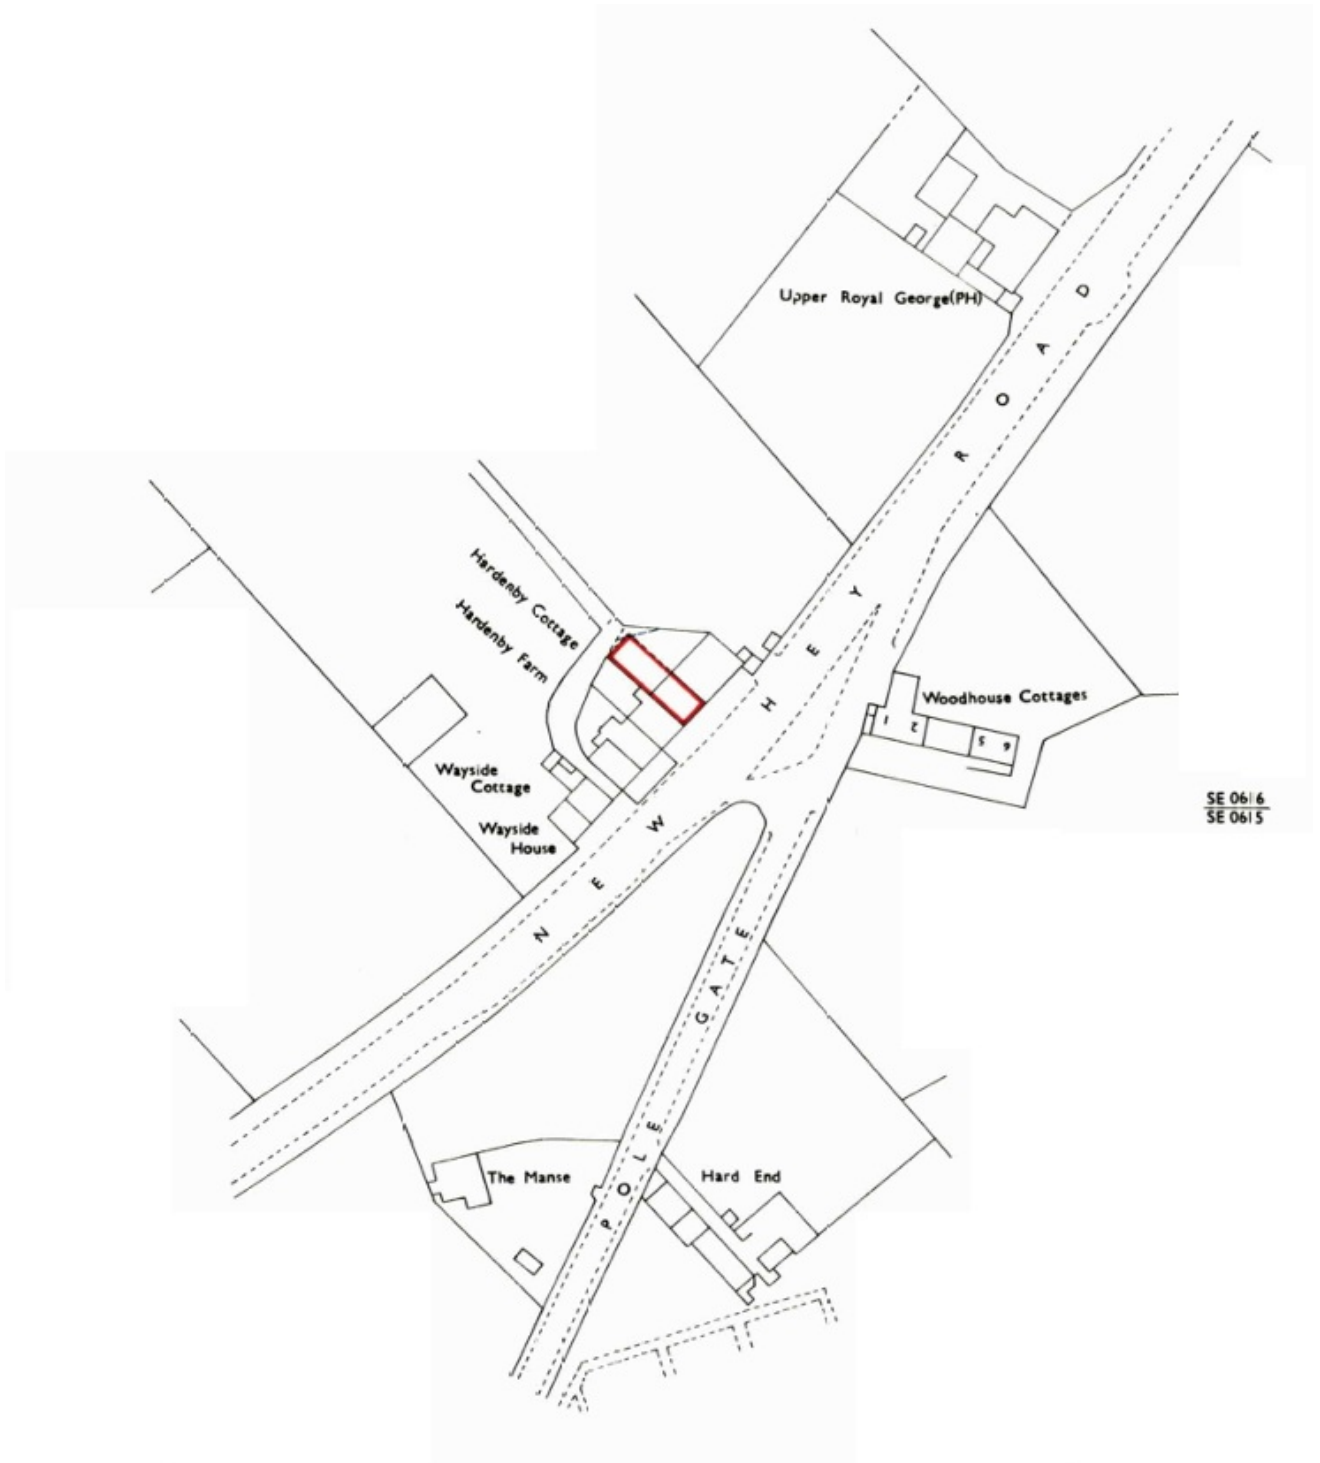 Upper Royal George(PH)
NEW HEY ROAD
Hardenby Cottage
Hardenby Farm
Woodhouse Cottages
1 2 5 6
Wayside
Cottage
Wayside
House
SE 0616
SE 0615
POLE GATE
The Manse
Hard End